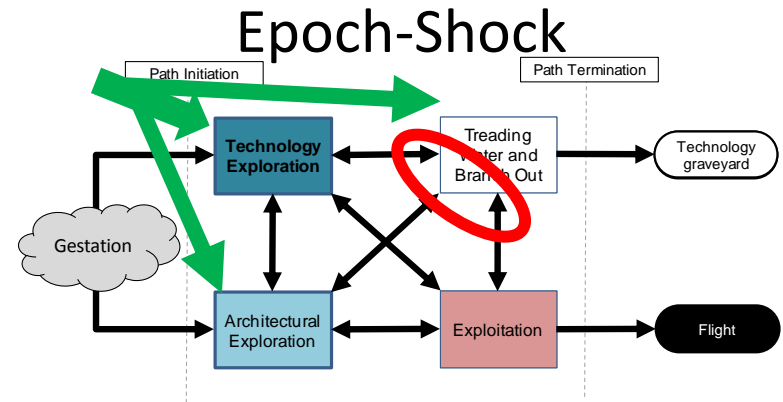 Epoch-Shock
Path Initiation
Path Termination
Technology
Exploration
Treading
Water and
Branch Out
Technology
graveyard
Gestation
Architectural
Exploration
Exploitation
Flight